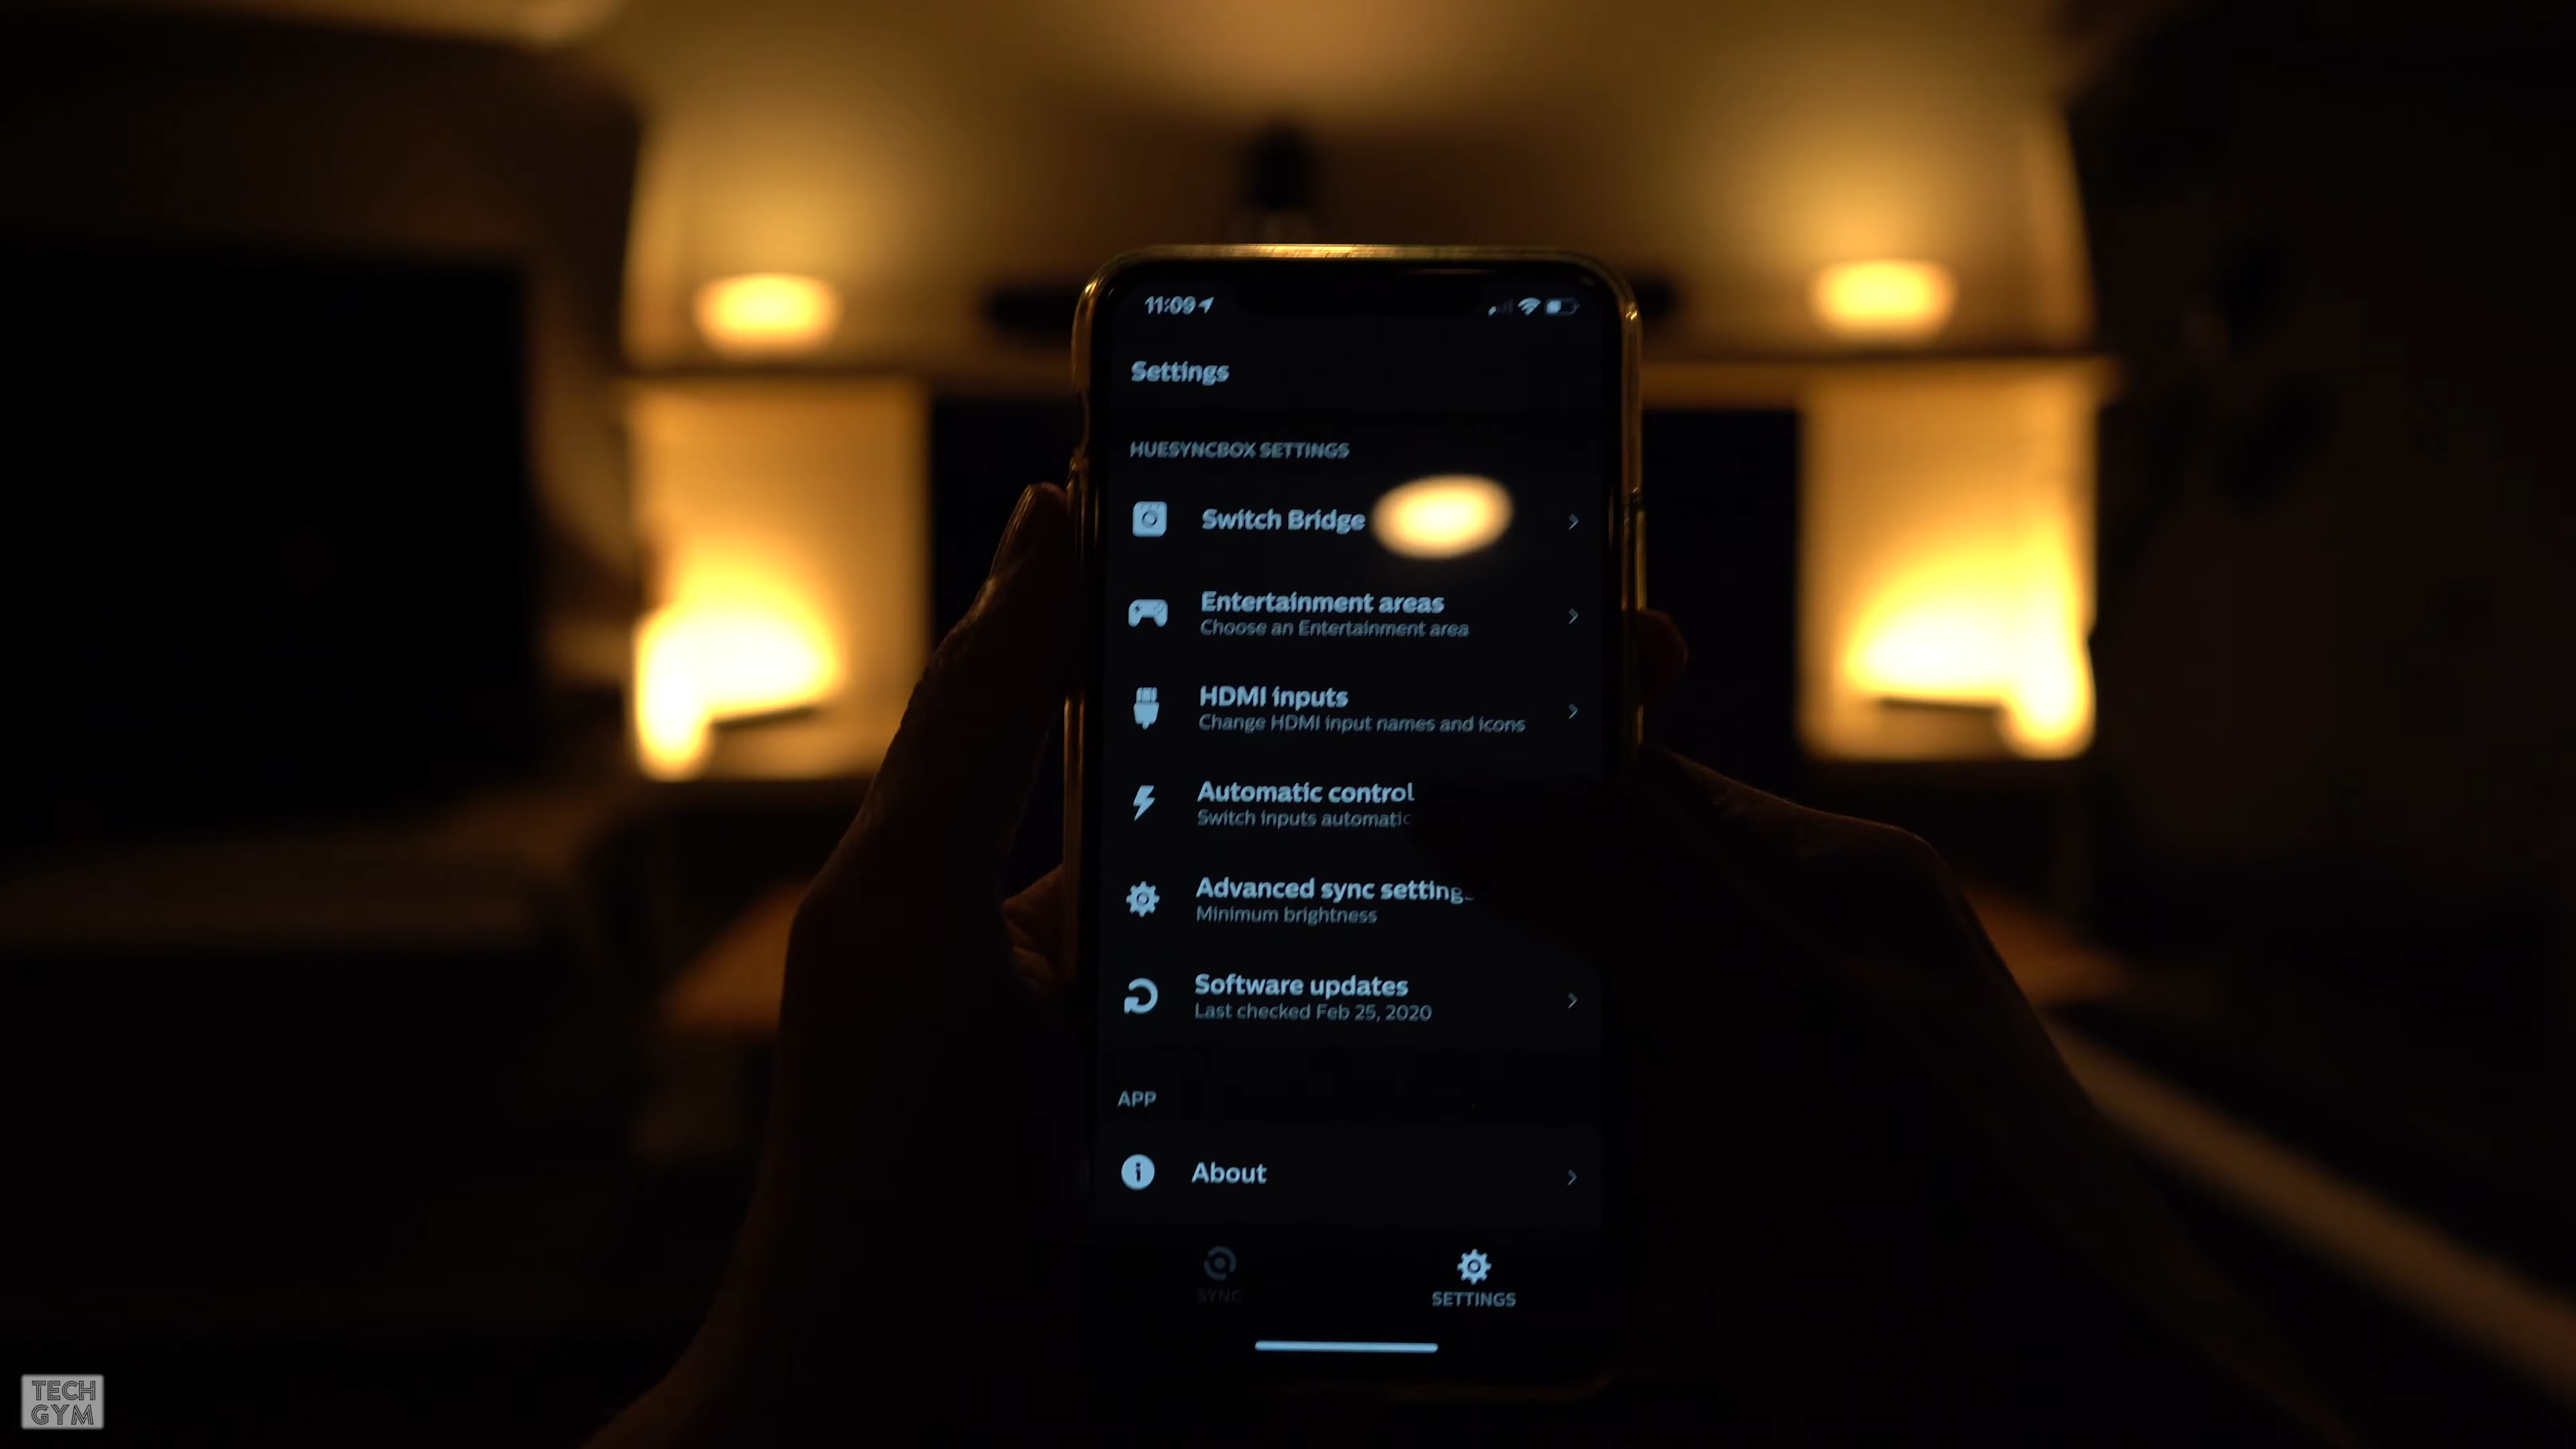 11:09
Settings
HUESYNCBOX SETTINGS
Switch Bridge
Entertainment areas
Choose an Entertainment area
HDMI inputs
Change HDMI input names and icons
Automatic control
Switch inputs automatic
Advanced sync setting
Minimum brightness
Software updates
Last checked Feb 25, 2020
APP
About
SYNC
SETTINGS
TECH
GYM